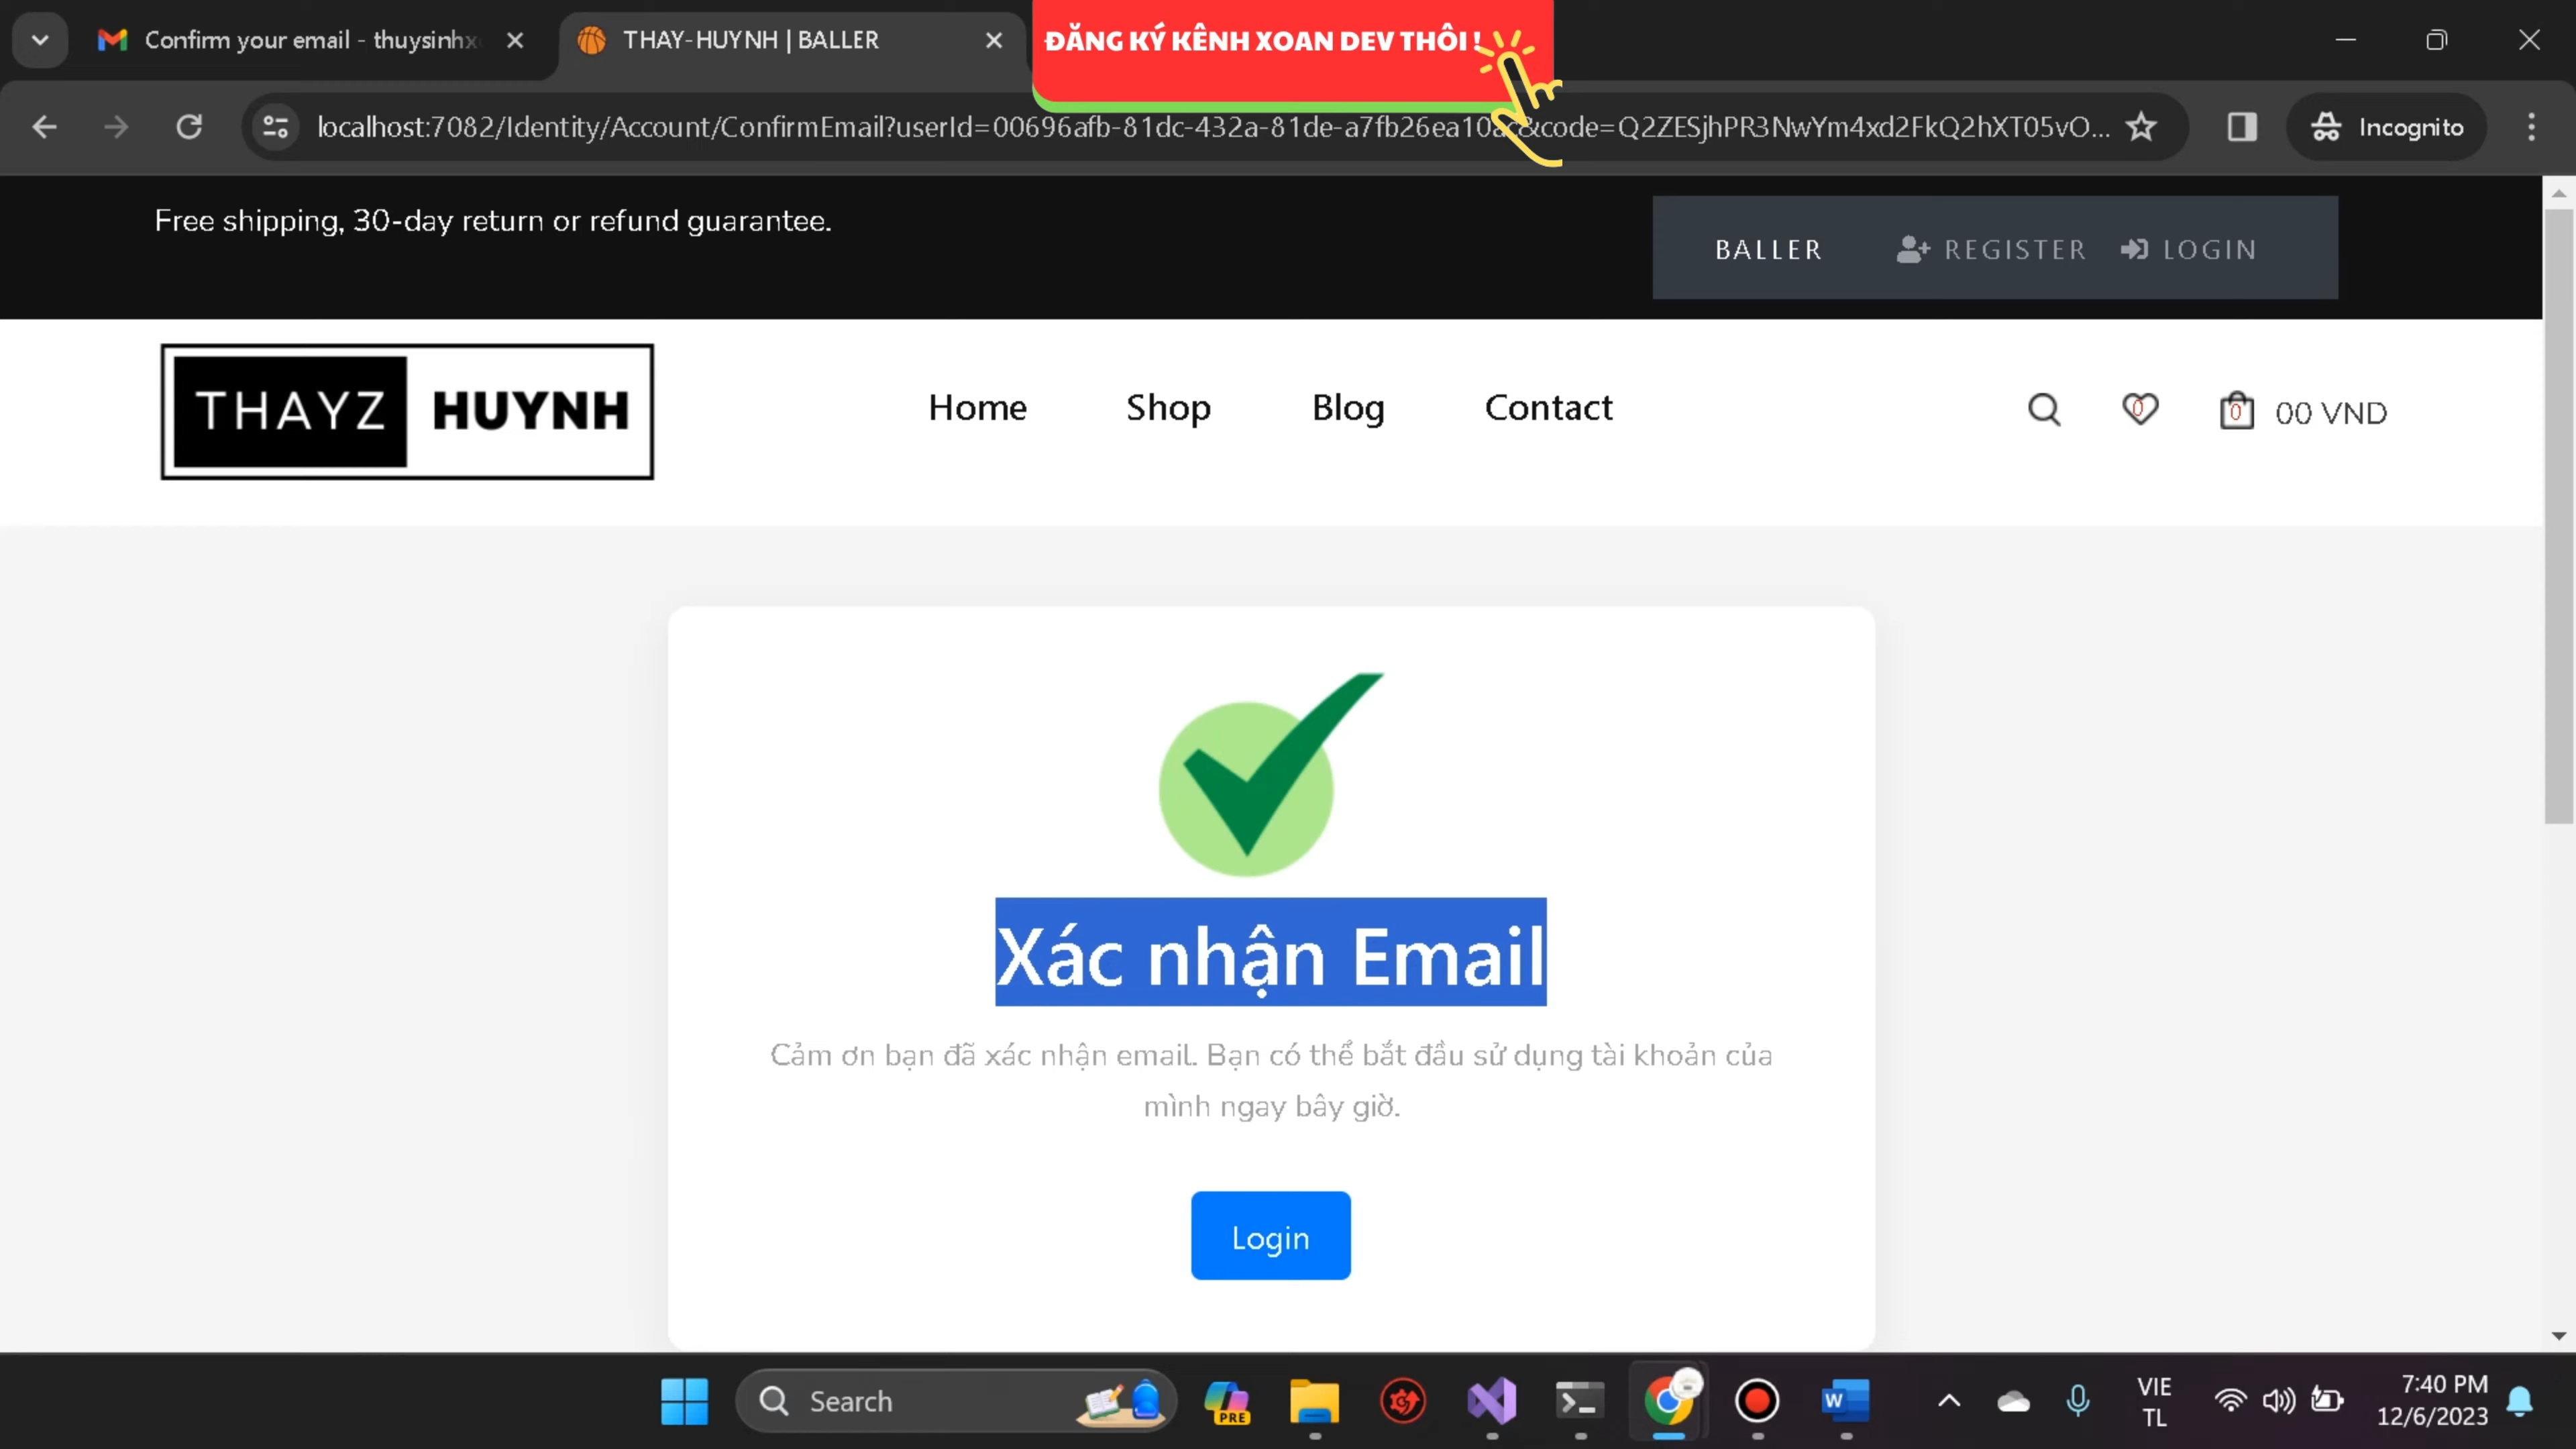 Confirm your email - thuysinhx
THAY-HUYNH | BALLER
ĐĂNG KÝ KÊNH XOAN DEV THÔI !
localhost:7082/Identity/Account/ConfirmEmail?userId=00696afb-81dc-432a-81de-a7fb26ea10ac&code=Q2ZESjhPR3NwYm4xd2FkQ2hXT05vO...
Incognito
Free shipping, 30-day return or refund guarantee.
BALLER REGISTER LOGIN
THAYZ HUYNH
Home Shop Blog Contact
0 0 00 VND
Xác nhận Email
Cảm ơn bạn đã xác nhận email. Bạn có thể bắt đầu sử dụng tài khoản của
mình ngay bây giờ.
Login
Search
PRE
W
VIE
TL
7:40 PM
12/6/2023